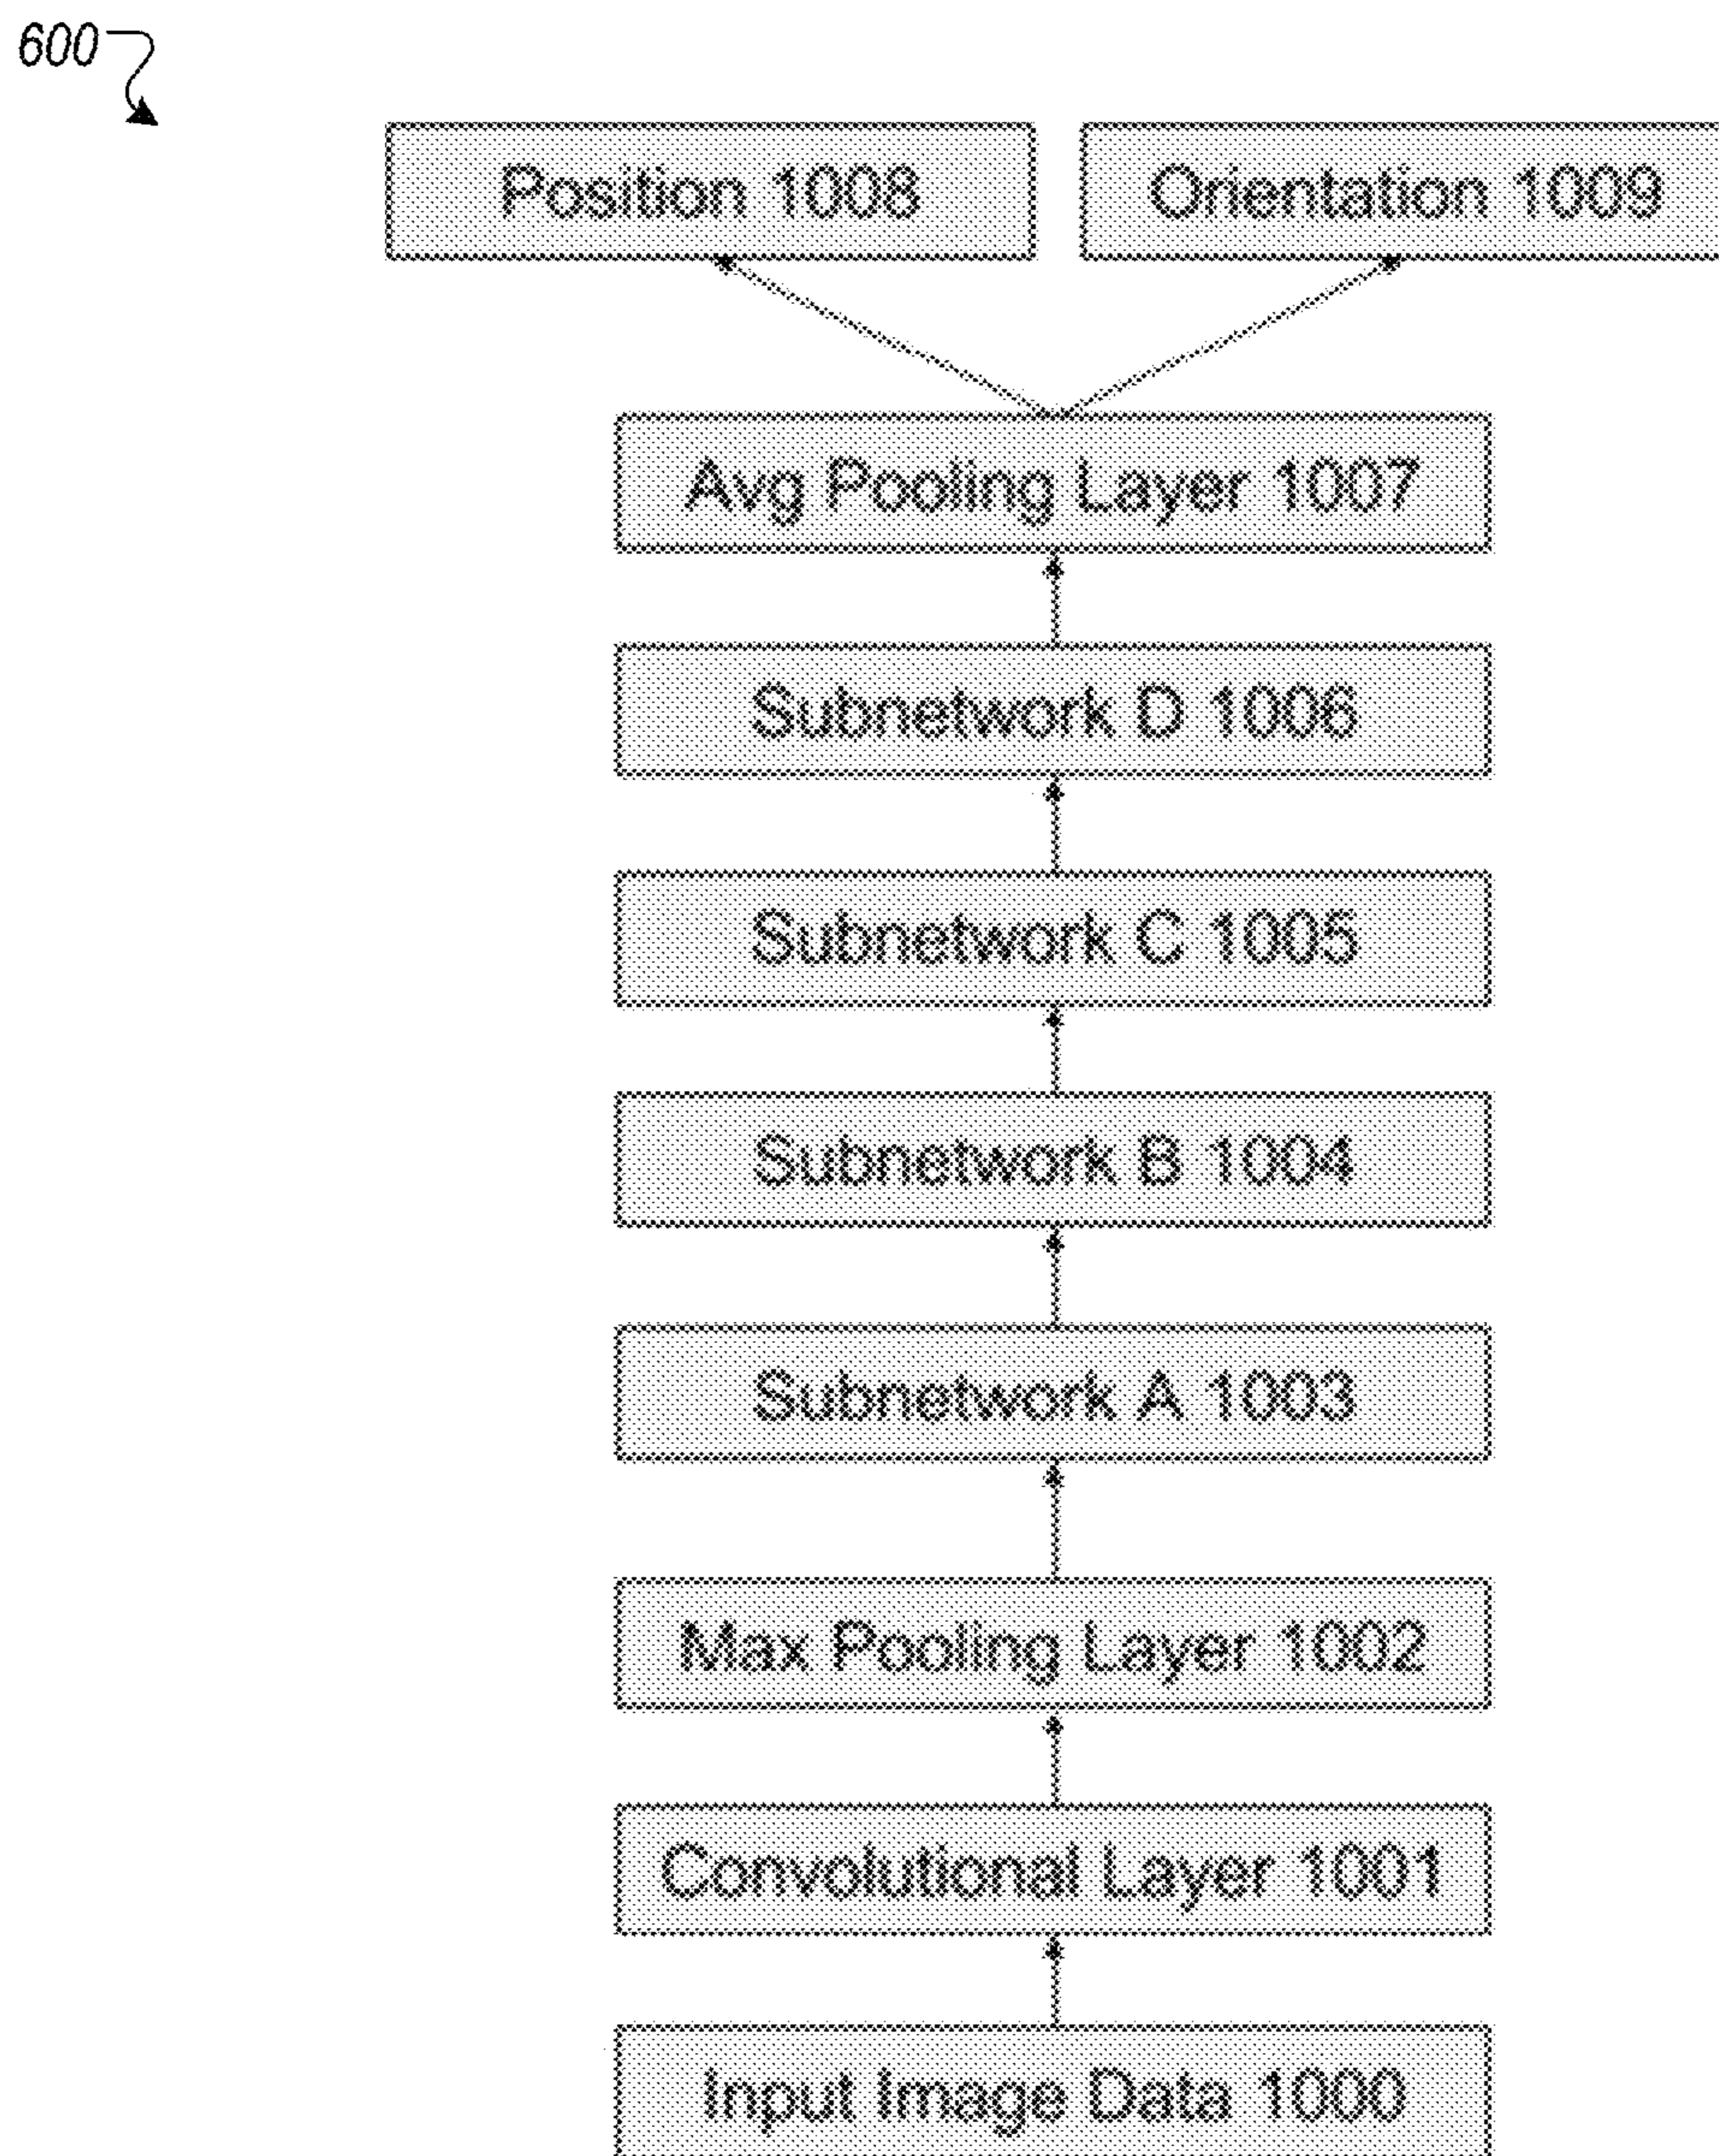 600
Position 1008
Orientation 1009
Avg Pooling Layer 1007
Subnetwork D 1006
Subnetwork C 1005
Subnetwork B 1004
Subnetwork A 1003
Max Pooling Layer 1002
Convolutional Layer 1001
Input Image Data 1000